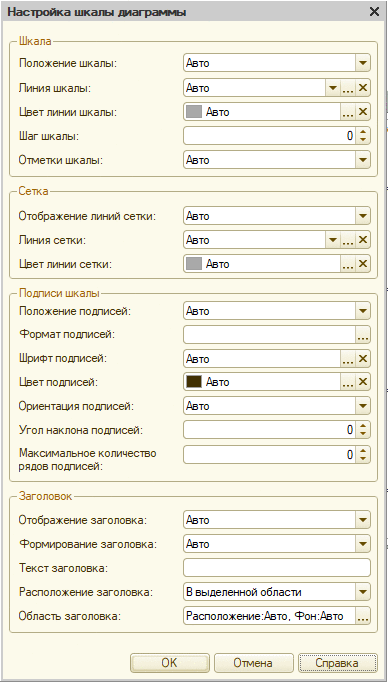 Настройка шкалы диаграммы
Шкала
Положение шкалы: Авто
Линия шкалы: Авто
Цвет линии шкалы: Авто
Шаг шкалы: 0
Отметки шкалы: Авто
Сетка
Отображение линий сетки: Авто
Линия сетки: Авто
Цвет линии сетки: Авто
Подписи шкалы
Положение подписей: Авто
Формат подписей:
Шрифт подписей: Авто
Цвет подписей: Авто
Ориентация подписей: Авто
Угол наклона подписей: 0
Максимальное количество
рядов подписей: 0
Заголовок
Отображение заголовка: Авто
Формирование заголовка: Авто
Текст заголовка:
Расположение заголовка: В выделенной области
Область заголовка: Расположение:Авто, Фон:Авто
OK Отмена Справка